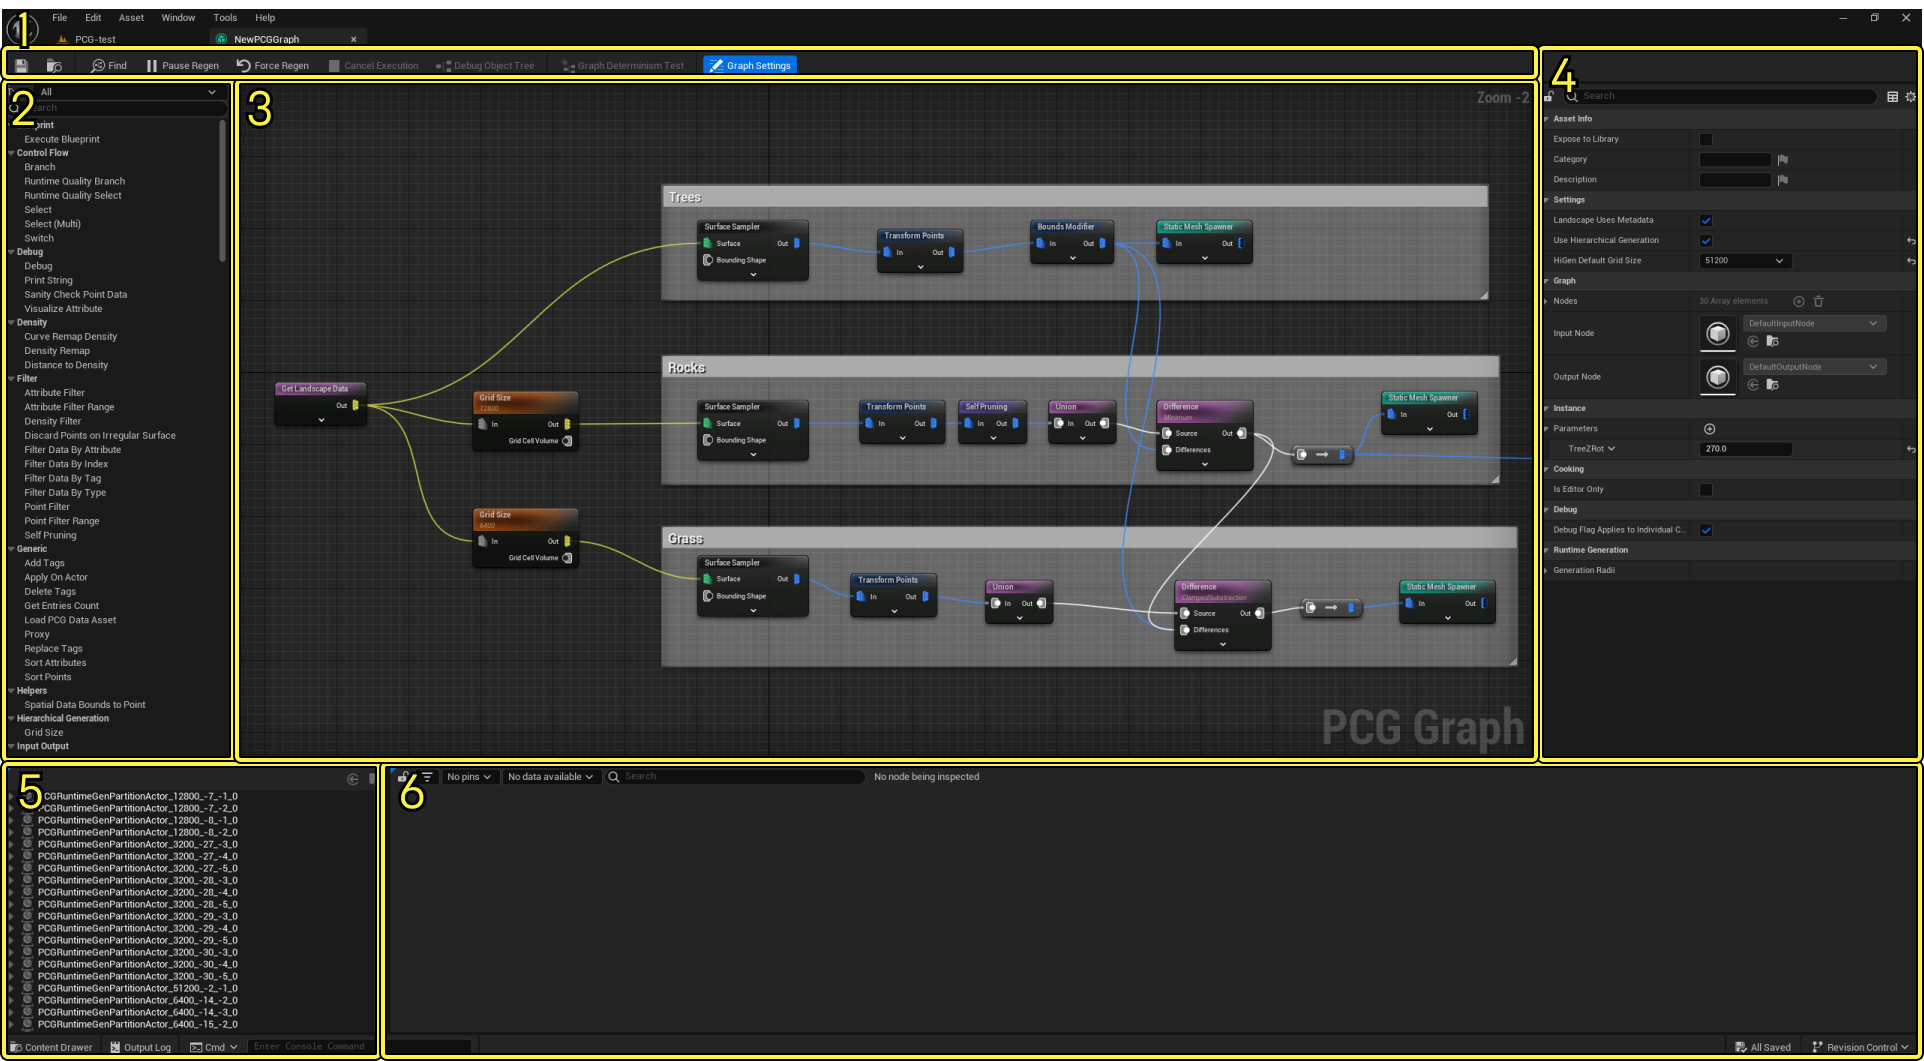 File Edit Asset Window Tools Help
1
PCG-test NewPCGGraph
Find Pause Regen Force Regen Cancel Execution Debug Object Tree Graph Determinism Test Graph Settings
2
All
Search
Execute Blueprint
Control Flow
Branch
Runtime Quality Branch
Runtime Quality Select
Select
Select (Multi)
Switch
Debug
Debug
Print String
Sanity Check Point Data
Visualize Attribute
Density
Curve Remap Density
Density Remap
Distance to Density
Filter
Attribute Filter
Attribute Filter Range
Density Filter
Discard Points on Irregular Surface
Filter Data By Attribute
Filter Data By Index
Filter Data By Tag
Filter Data By Type
Point Filter
Point Filter Range
Self Pruning
Generic
Add Tags
Apply On Actor
Delete Tags
Get Entries Count
Load PCG Data Asset
Proxy
Replace Tags
Sort Attributes
Sort Points
Helpers
Spatial Data Bounds to Point
Hierarchical Generation
Grid Size
Input Output
3
Zoom -2
Trees
Surface Sampler
Surface Out
Bounding Shape
Transform Points
In Out
Bounds Modifier
In Out
Static Mesh Spawner
In Out
Get Landscape Data
Out
Grid Size
12800
In Out
Grid Cell Volume
Grid Size
6400
In Out
Grid Cell Volume
Rocks
Surface Sampler
Surface Out
Bounding Shape
Transform Points
In Out
Self Pruning
In Out
Union
In Out
Difference
Minimum
Source Out
Differences
Static Mesh Spawner
In Out
Grass
Surface Sampler
Surface Out
Bounding Shape
Transform Points
In Out
Union
In Out
Difference
ClampedSubstraction
Source Out
Differences
Static Mesh Spawner
In Out
PCG Graph
4
Search
Asset Info
Expose to Library
Category
Description
Settings
Landscape Uses Metadata
Use Hierarchical Generation
HiGen Default Grid Size 51200
Graph
Nodes 30 Array elements
Input Node DefaultInputNode
Output Node DefaultOutputNode
Instance
Parameters
TreeZRot 270.0
Cooking
Is Editor Only
Debug
Debug Flag Applies to Individual C...
Runtime Generation
Generation Radii
5
PCGRuntimeGenPartitionActor_12800_-7_-1_0
PCGRuntimeGenPartitionActor_12800_-7_-2_0
PCGRuntimeGenPartitionActor_12800_-8_-1_0
PCGRuntimeGenPartitionActor_12800_-8_-2_0
PCGRuntimeGenPartitionActor_3200_-27_-3_0
PCGRuntimeGenPartitionActor_3200_-27_-4_0
PCGRuntimeGenPartitionActor_3200_-27_-5_0
PCGRuntimeGenPartitionActor_3200_-28_-3_0
PCGRuntimeGenPartitionActor_3200_-28_-4_0
PCGRuntimeGenPartitionActor_3200_-28_-5_0
PCGRuntimeGenPartitionActor_3200_-29_-3_0
PCGRuntimeGenPartitionActor_3200_-29_-4_0
PCGRuntimeGenPartitionActor_3200_-29_-5_0
PCGRuntimeGenPartitionActor_3200_-30_-3_0
PCGRuntimeGenPartitionActor_3200_-30_-4_0
PCGRuntimeGenPartitionActor_3200_-30_-5_0
PCGRuntimeGenPartitionActor_51200_-2_-1_0
PCGRuntimeGenPartitionActor_6400_-14_-2_0
PCGRuntimeGenPartitionActor_6400_-14_-3_0
PCGRuntimeGenPartitionActor_6400_-15_-2_0
6
No pins No data available Search No node being inspected
Content Drawer Output Log Cmd Enter Console Command All Saved Revision Control